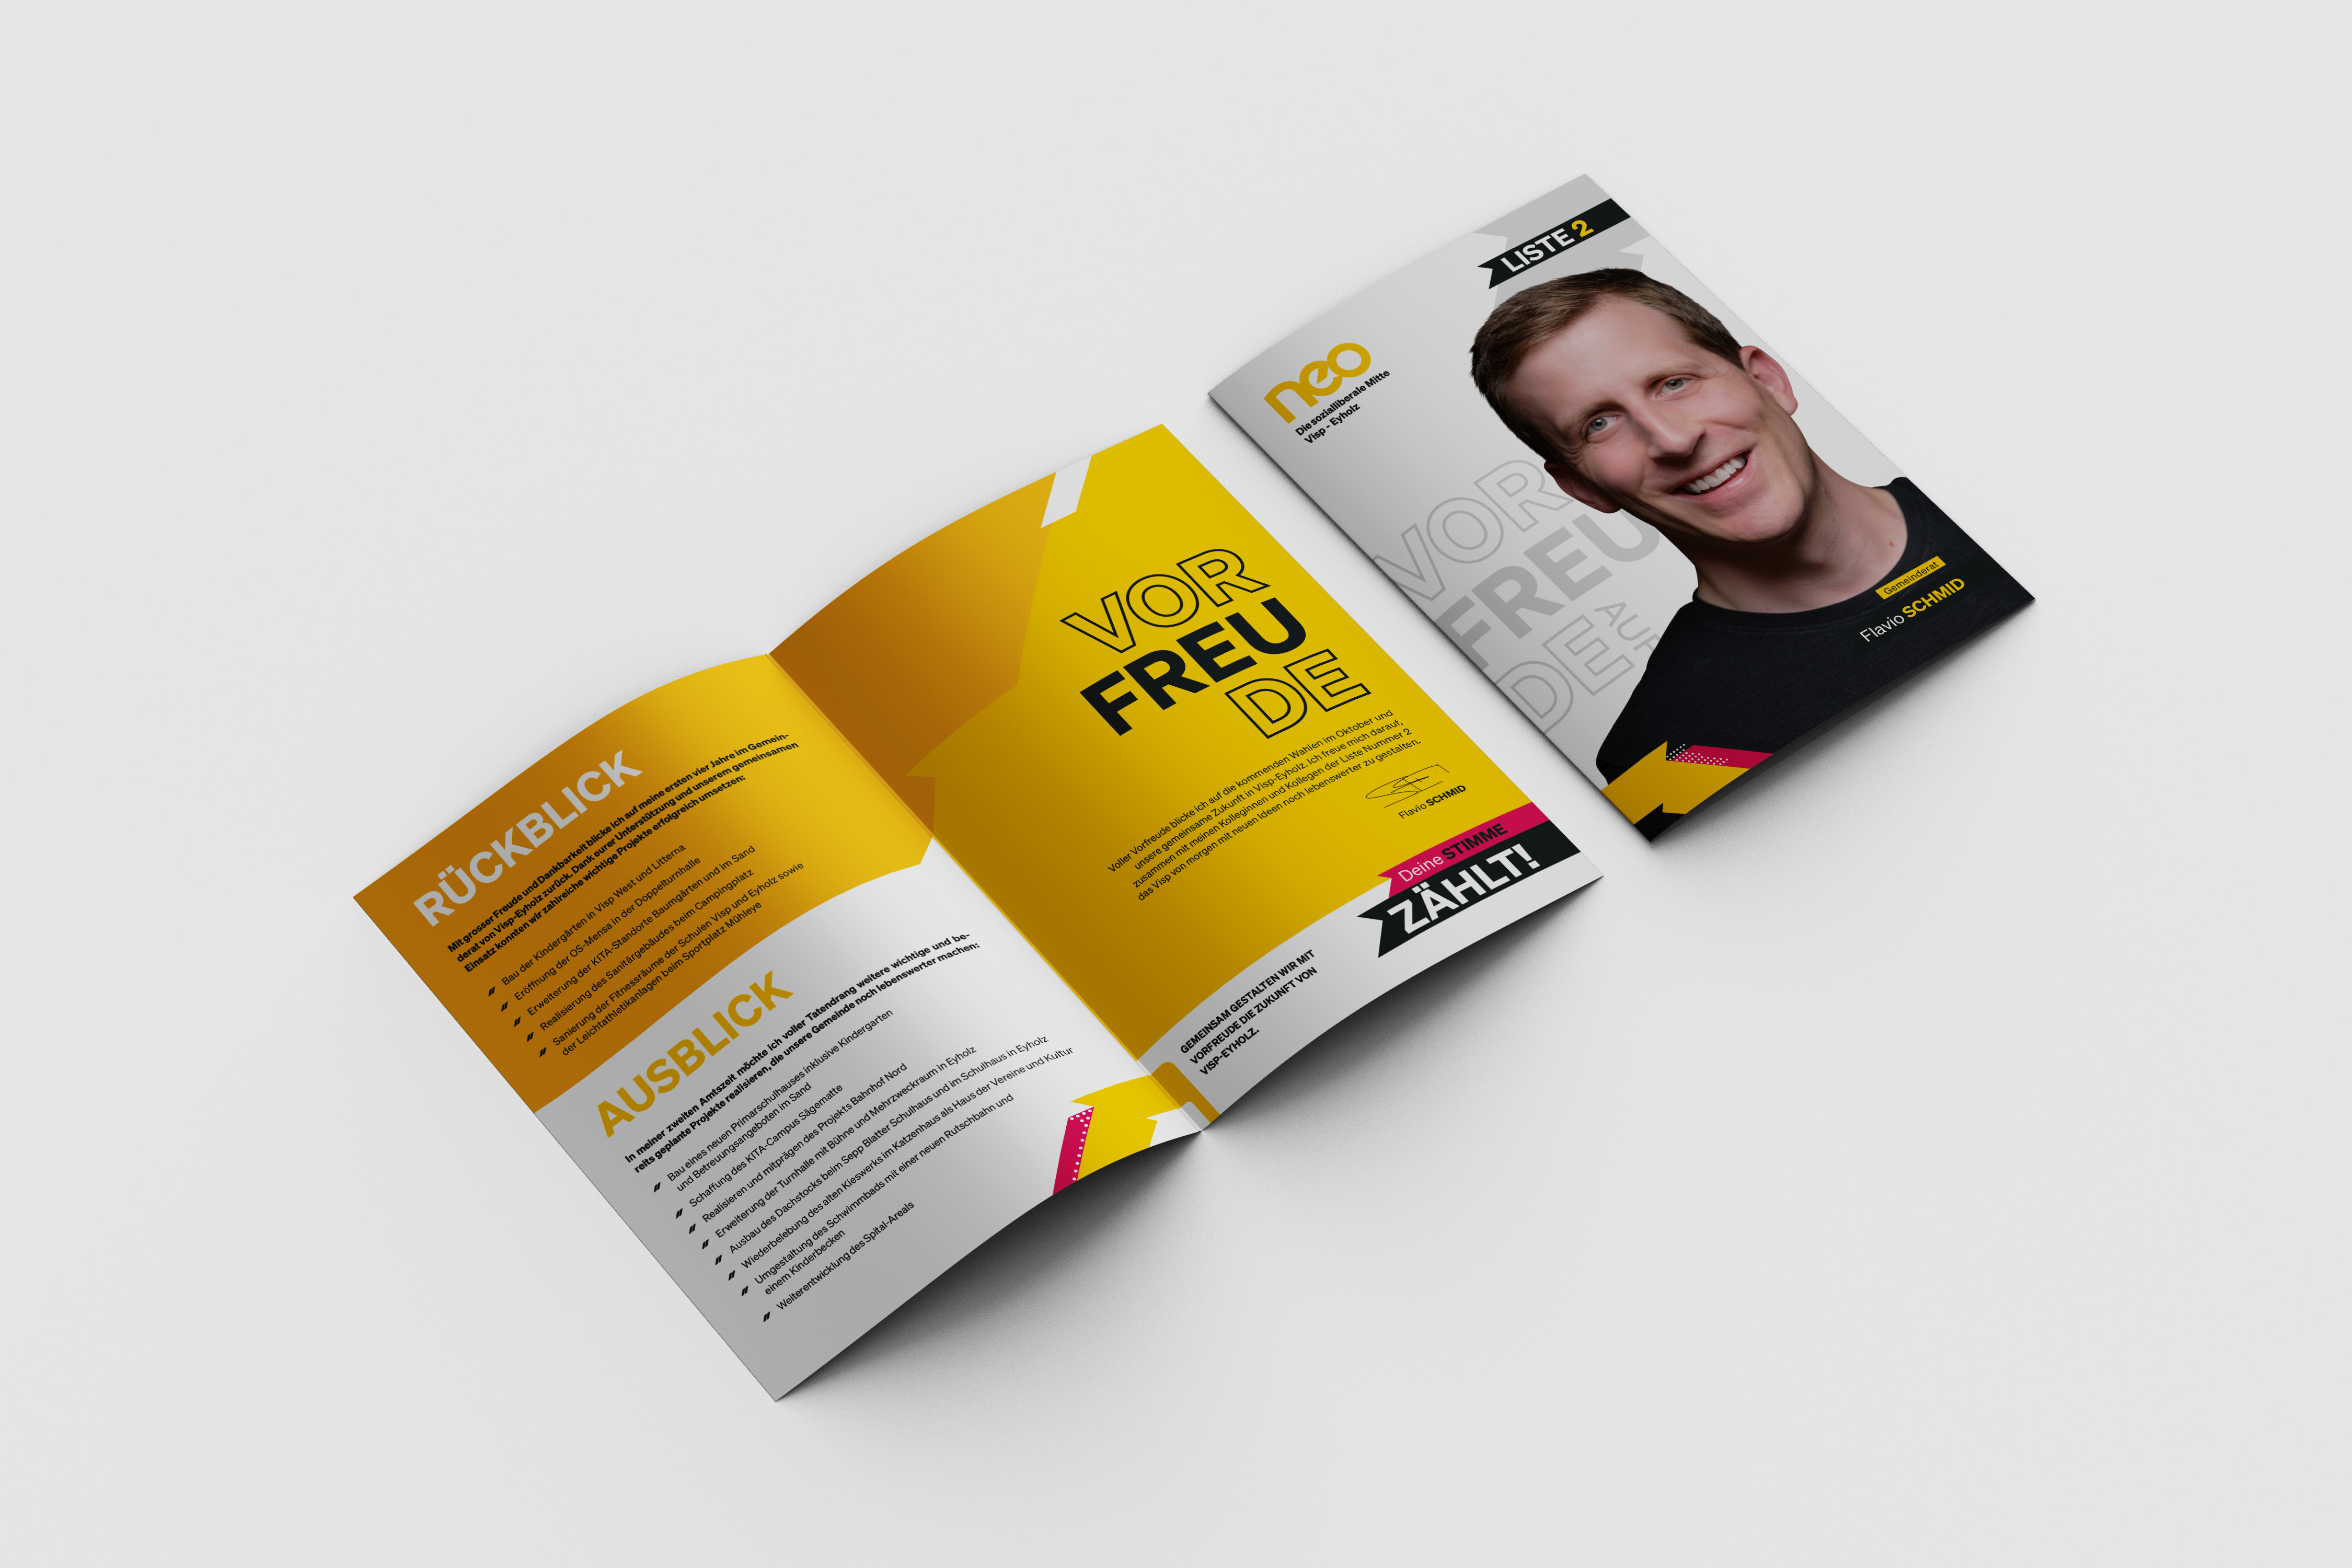 RÜCKBLICK
Mit grosser Freude und Dankbarkeit blicke ich auf meine ersten vier Jahre im Gemein-
derat von Visp-Eyholz zurück. Dank eurer Unterstützung und unserem gemeinsamen
Einsatz konnten wir zahlreiche wichtige Projekte erfolgreich umsetzen:
Bau der Kindergärten in Visp West und Litterna
Eröffnung der OS-Mensa in der Doppelturnhalle
Erweiterung der KITA-Standorte Baumgärten und im Sand
Realisierung des Sanitärgebäudes beim Campingplatz
Sanierung der Fitnessräume der Schulen Visp und Eyholz sowie
der Leichtathletikanlagen beim Sportplatz Mühleye
AUSBLICK
In meiner zweiten Amtszeit möchte ich voller Tatendrang weitere wichtige und be-
reits geplante Projekte realisieren, die unsere Gemeinde noch lebenswerter machen:
Bau eines neuen Primarschulhauses inklusive Kindergarten
und Betreuungsangeboten im Sand
Schaffung des KITA-Campus Sägematte
Realisieren und mitprägen des Projekts Bahnhof Nord
Erweiterung der Turnhalle mit Bühne und Mehrzweckraum in Eyholz
Ausbau des Dachstocks beim Sepp Blatter Schulhaus und im Schulhaus in Eyholz
Wiederbelebung des alten Kieswerks im Katzenhaus als Haus der Vereine und Kultur
Umgestaltung des Schwimmbads mit einer neuen Rutschbahn und
einem Kinderbecken
Weiterentwicklung des Spital-Areals
VOR
FREU
DE
Voller Vorfreude blicke ich auf die kommenden Wahlen im Oktober und
unsere gemeinsame Zukunft in Visp-Eyholz. Ich freue mich darauf,
zusammen mit meinen Kolleginnen und Kollegen der Liste Nummer 2
das Visp von morgen mit neuen Ideen noch lebenswerter zu gestalten.
Flavio SCHMID
Deine STIMME
ZÄHLT!
GEMEINSAM GESTALTEN WIR MIT
VORFREUDE DIE ZUKUNFT VON
VISP-EYHOLZ.
LISTE 2
neo
Die sozialliberale Mitte
Visp - Eyholz
VOR
FREU
DE
AUF
Gemeinderat
Flavio SCHMID